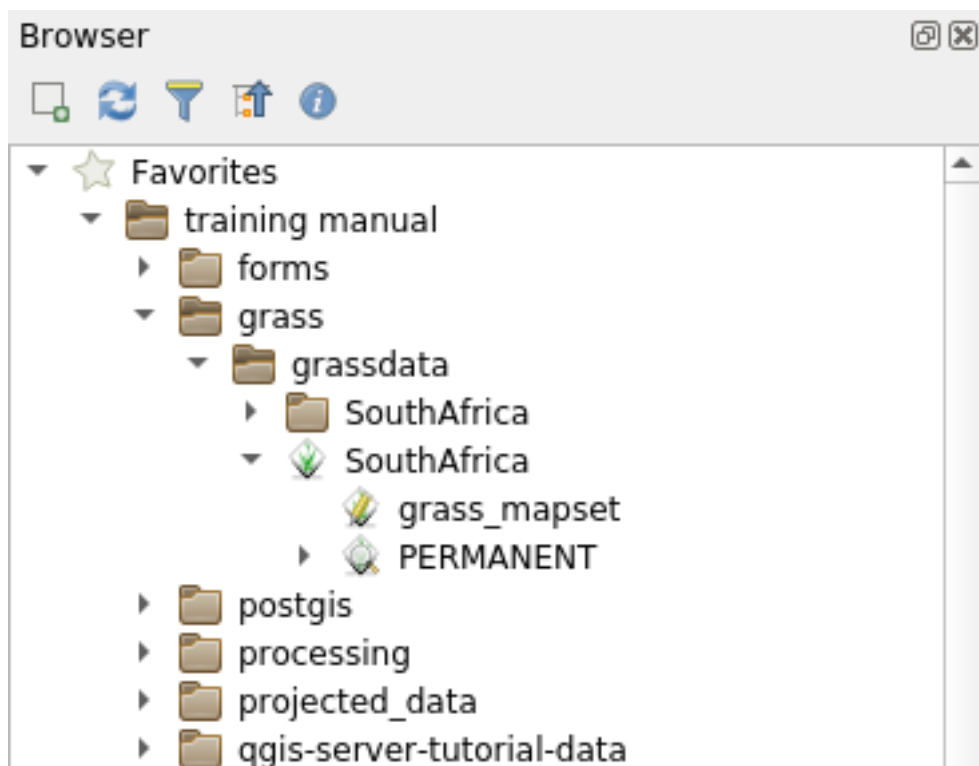 Browser
Favorites
training manual
forms
grass
grassdata
SouthAfrica
SouthAfrica
grass_mapset
PERMANENT
postgis
processing
projected_data
qgis-server-tutorial-data